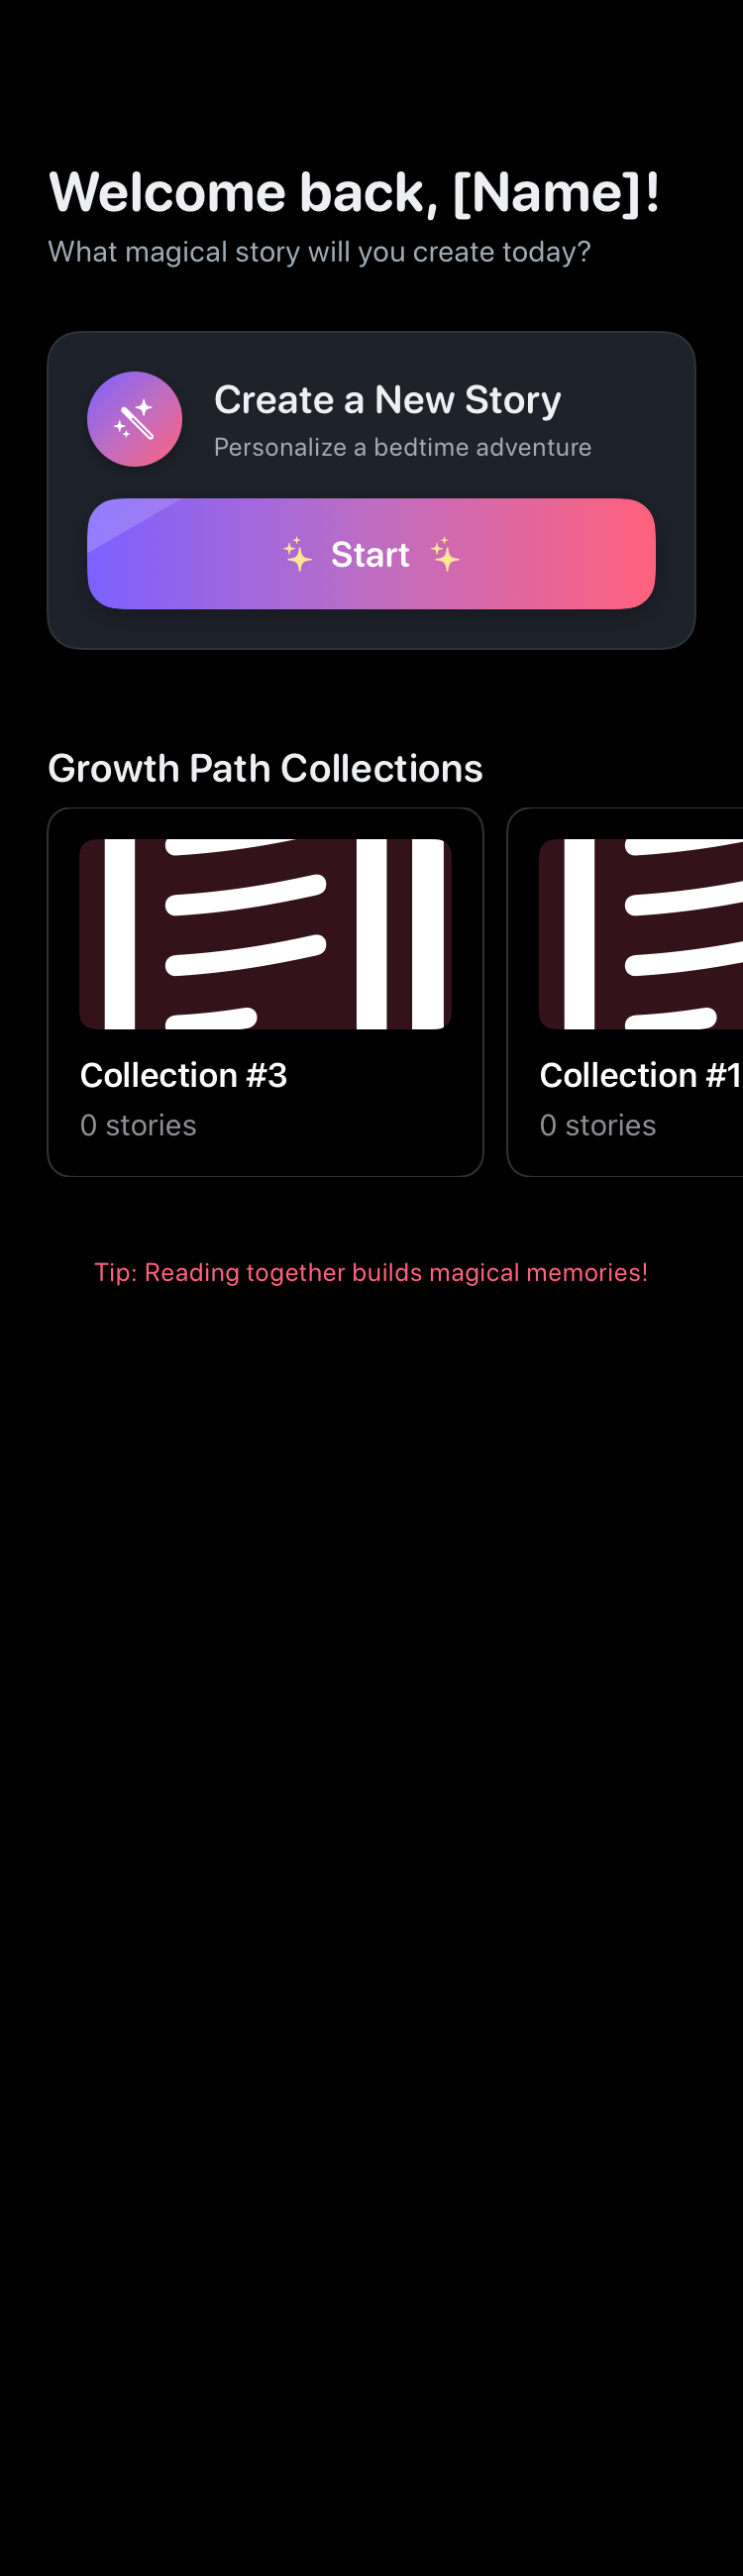 Welcome back, [Name]!
What magical story will you create today?
Create a New Story
Personalize a bedtime adventure
Start
Growth Path Collections
Collection #3
0 stories
Collection #1
0 stories
Tip: Reading together builds magical memories!